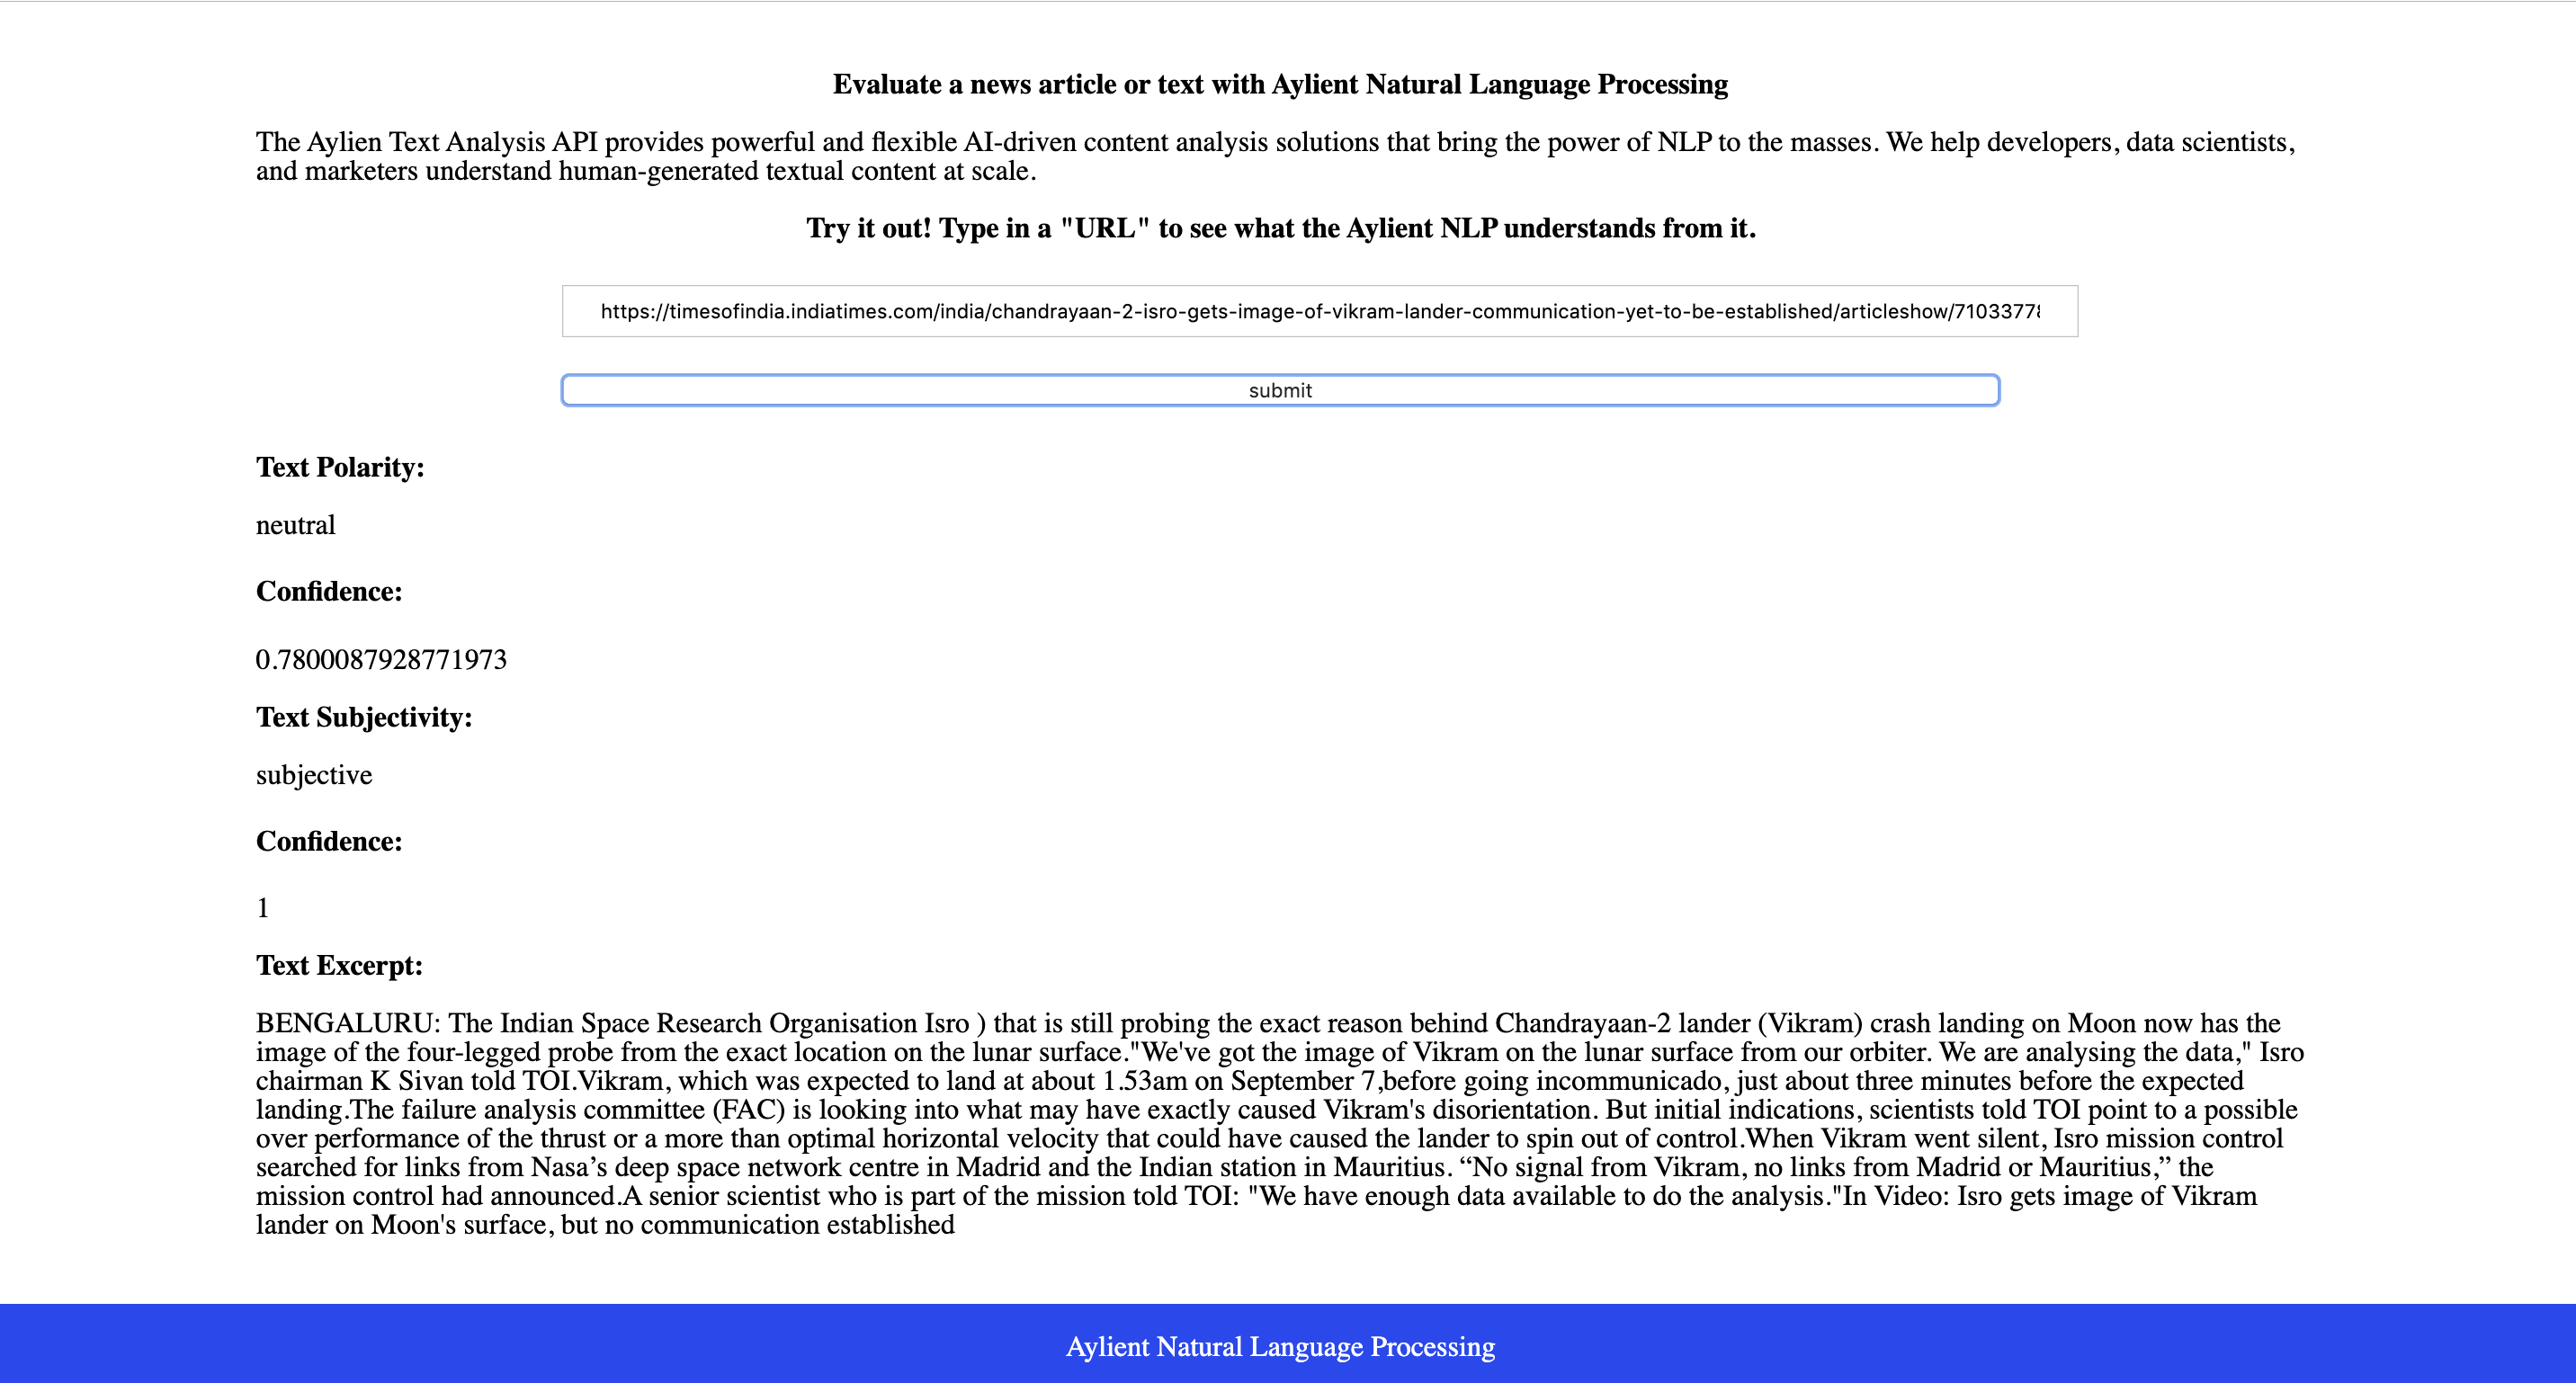 Evaluate a news article or text with Aylient Natural Language Processing
The Aylien Text Analysis API provides powerful and flexible AI-driven content analysis solutions that bring the power of NLP to the masses. We help developers, data scientists,
and marketers understand human-generated textual content at scale.
Try it out! Type in a "URL" to see what the Aylient NLP understands from it.
https://timesofindia.indiatimes.com/india/chandrayaan-2-isro-gets-image-of-vikram-lander-communication-yet-to-be-established/articleshow/7103377
submit
Text Polarity:
neutral
Confidence:
0.7800087928771973
Text Subjectivity:
subjective
Confidence:
1
Text Excerpt:
BENGALURU: The Indian Space Research Organisation Isro ) that is still probing the exact reason behind Chandrayaan-2 lander (Vikram) crash landing on Moon now has the
image of the four-legged probe from the exact location on the lunar surface."We've got the image of Vikram on the lunar surface from our orbiter. We are analysing the data," Isro
chairman K Sivan told TOI.Vikram, which was expected to land at about 1.53am on September 7,before going incommunicado, just about three minutes before the expected
landing.The failure analysis committee (FAC) is looking into what may have exactly caused Vikram's disorientation. But initial indications, scientists told TOI point to a possible
over performance of the thrust or a more than optimal horizontal velocity that could have caused the lander to spin out of control.When Vikram went silent, Isro mission control
searched for links from Nasa’s deep space network centre in Madrid and the Indian station in Mauritius. “No signal from Vikram, no links from Madrid or Mauritius,” the
mission control had announced.A senior scientist who is part of the mission told TOI: "We have enough data available to do the analysis."In Video: Isro gets image of Vikram
lander on Moon's surface, but no communication established
Aylient Natural Language Processing